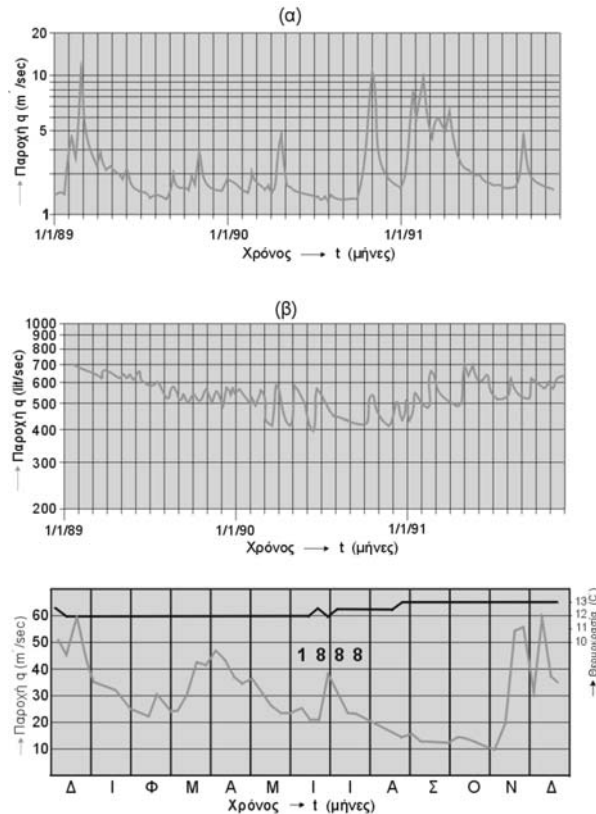 (α)
Παροχή q (m³/sec)
20
10
5
1
1/1/89
1/1/90
1/1/91
Χρόνος → t (μήνες)
(β)
Παροχή q (lit/sec)
1000
900
800
700
600
500
400
300
200
1/1/89
1/1/90
1/1/91
Χρόνος → t (μήνες)
Παροχή q (m³/sec)
60
50
40
30
20
10
1 8 8 8
13
12
11
10
Θερμοκρασία (C)
Δ Ι Φ Μ Α Μ Ι Ι Α Σ Ο Ν Δ
Χρόνος → t (μήνες)